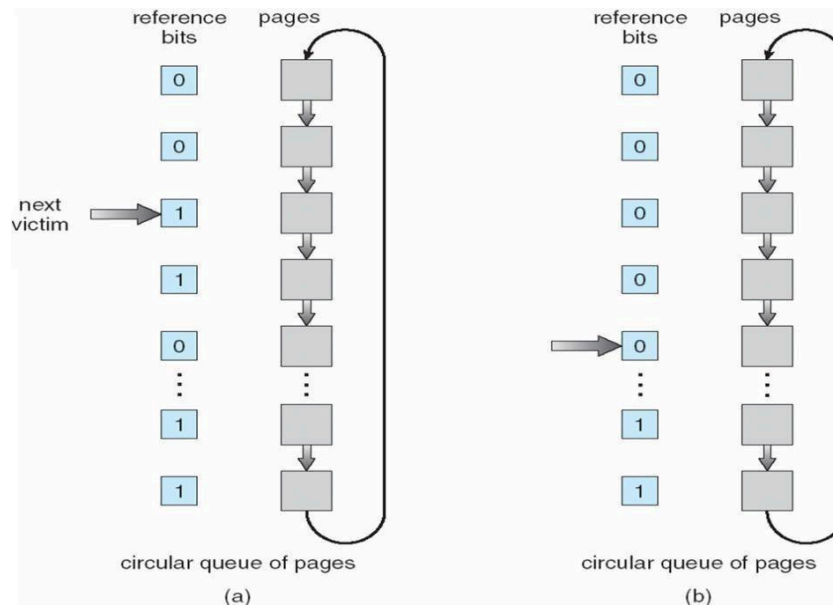 reference bits pages
0
0
next victim 1
1
0
1
1
circular queue of pages
(a)
reference bits pages
0
0
0
0
0
1
1
circular queue of pages
(b)